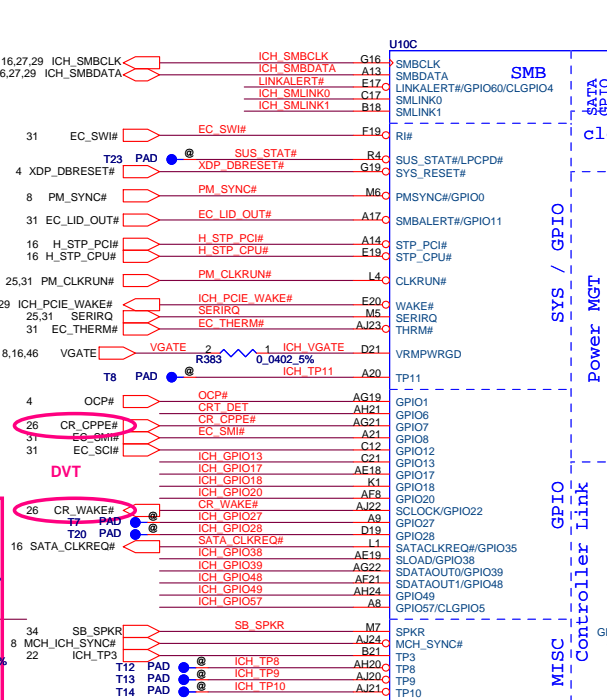 U10C
16,27,29 ICH_SMBCLK ICH_SMBCLK G16 SMBCLK
6,27,29 ICH_SMBDATA ICH_SMBDATA A13 SMBDATA
LINKALERT# E17 LINKALERT#/GPIO60/CLGPIO4
ICH_SMLINK0 C17 SMLINK0
ICH_SMLINK1 B18 SMLINK1
SMB
SATA
GPIO
cl
31 EC_SWI# EC_SWI# F19 RI#
T23 PAD @ SUS_STAT# R4 SUS_STAT#/LPCPD#
4 XDP_DBRESET# XDP_DBRESET# G19 SYS_RESET#
8 PM_SYNC# PM_SYNC# M6 PMSYNC#/GPIO0
31 EC_LID_OUT# EC_LID_OUT# A17 SMBALERT#/GPIO11
16 H_STP_PCI# H_STP_PCI# A14 STP_PCI#
16 H_STP_CPU# H_STP_CPU# E19 STP_CPU#
25,31 PM_CLKRUN# PM_CLKRUN# L4 CLKRUN#
29 ICH_PCIE_WAKE# ICH_PCIE_WAKE# E20 WAKE#
25,31 SERIRQ SERIRQ M5 SERIRQ
31 EC_THERM# EC_THERM# AJ23 THRM#
8,16,46 VGATE VGATE 2 1 ICH_VGATE D21 VRMPWRGD
R383 0_0402_5%
T8 PAD @ ICH_TP11 A20 TP11
SYS / GPIO
Power MGT
4 OCP# OCP# AG19 GPIO1
CRT_DET AH21 GPIO6
26 CR_CPPE# CR_CPPE# AG21 GPIO7
31 EC_SMI# EC_SMI# A21 GPIO8
31 EC_SCI# C12 GPIO12
ICH_GPIO13 C21 GPIO13
DVT
ICH_GPIO17 AE18 GPIO17
ICH_GPIO18 K1 GPIO18
ICH_GPIO20 AF8 GPIO20
26 CR_WAKE# CR_WAKE# AJ22 SCLOCK/GPIO22
T7 PAD @ ICH_GPIO27 A9 GPIO27
T20 PAD @ ICH_GPIO28 D19 GPIO28
16 SATA_CLKREQ# SATA_CLKREQ# L1 SATACLKREQ#/GPIO35
ICH_GPIO38 AE19 SLOAD/GPIO38
ICH_GPIO39 AG22 SDATAOUT0/GPIO39
ICH_GPIO48 AF21 SDATAOUT1/GPIO48
ICH_GPIO49 AH24 GPIO49
ICH_GPIO57 A8 GPIO57/CLGPIO5
GPIO
Controller Link
34 SB_SPKR SB_SPKR M7 SPKR
8 MCH_ICH_SYNC# AJ24 MCH_SYNC#
22 ICH_TP3 B21 TP3
T12 PAD @ ICH_TP8 AH20 TP8
T13 PAD @ ICH_TP9 AJ20 TP9
T14 PAD @ ICH_TP10 AJ21 TP10
MISC